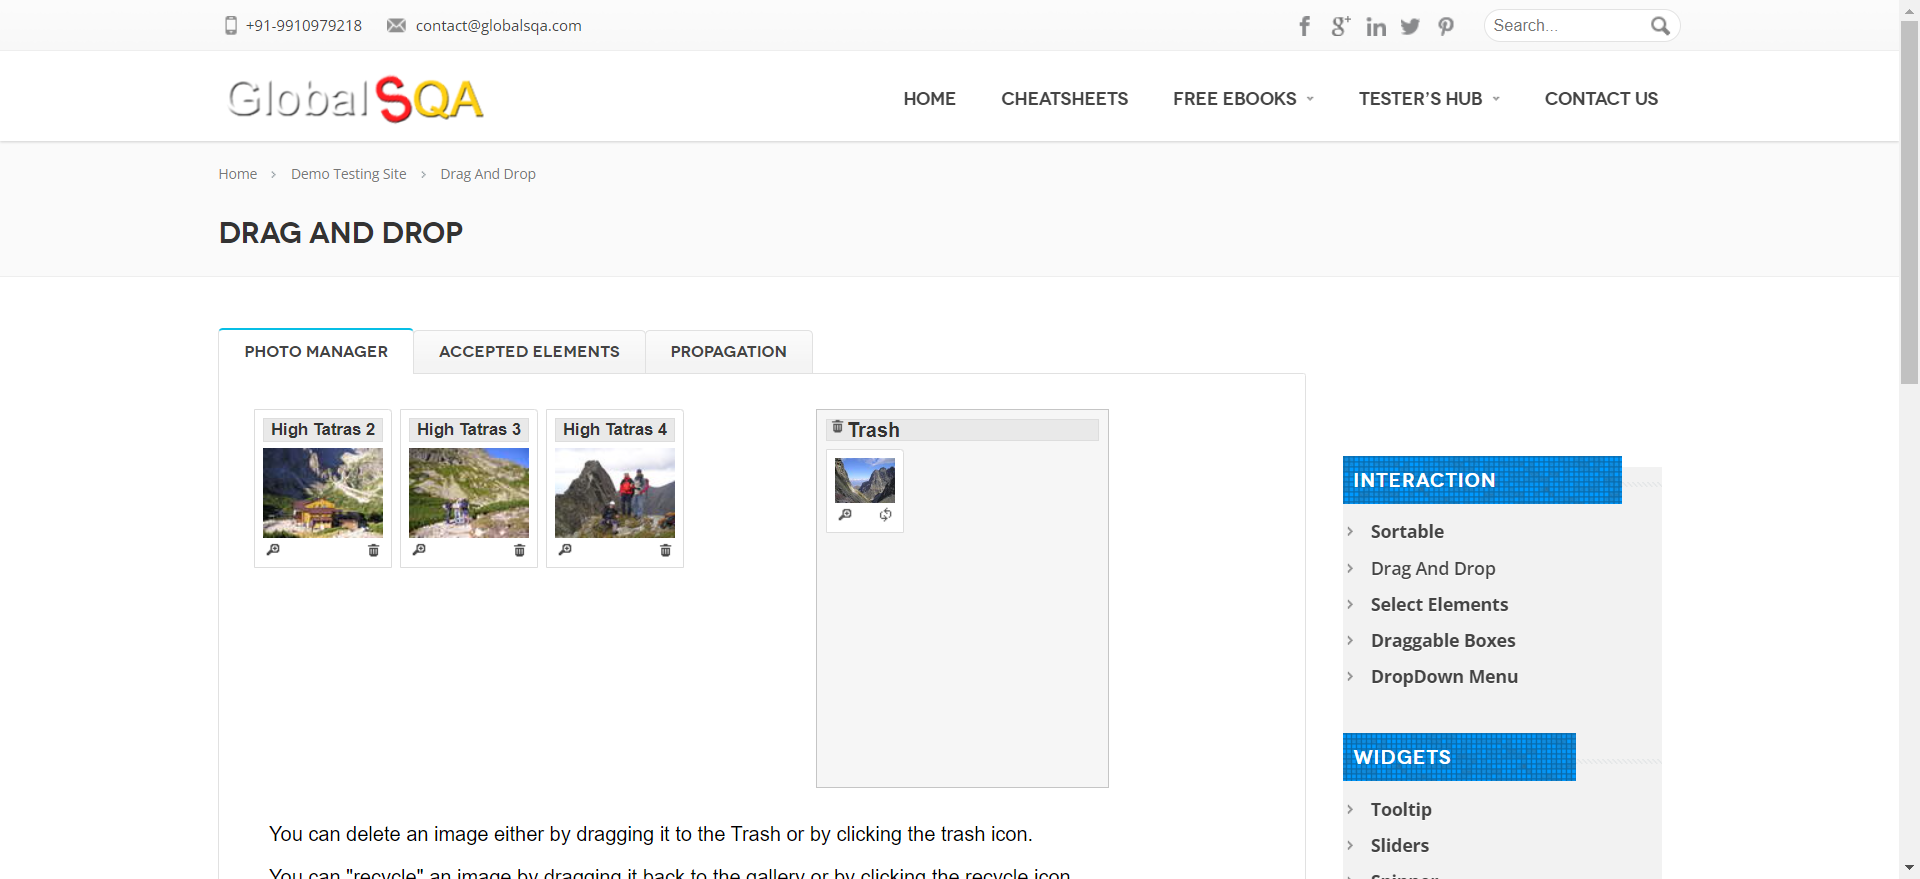 +91-9910979218
contact@globalsqa.com
Search...
GlobalSQA
HOME
CHEATSHEETS
FREE EBOOKS
TESTER'S HUB
CONTACT US
Home
Demo Testing Site
Drag And Drop
DRAG AND DROP
PHOTO MANAGER
ACCEPTED ELEMENTS
PROPAGATION
High Tatras 2
High Tatras 3
High Tatras 4
Trash
You can delete an image either by dragging it to the Trash or by clicking the trash icon.
You can "recycle" an image by dragging it back to the gallery or by clicking the recycle icon.
INTERACTION
Sortable
Drag And Drop
Select Elements
Draggable Boxes
DropDown Menu
WIDGETS
Tooltip
Sliders
Spinner